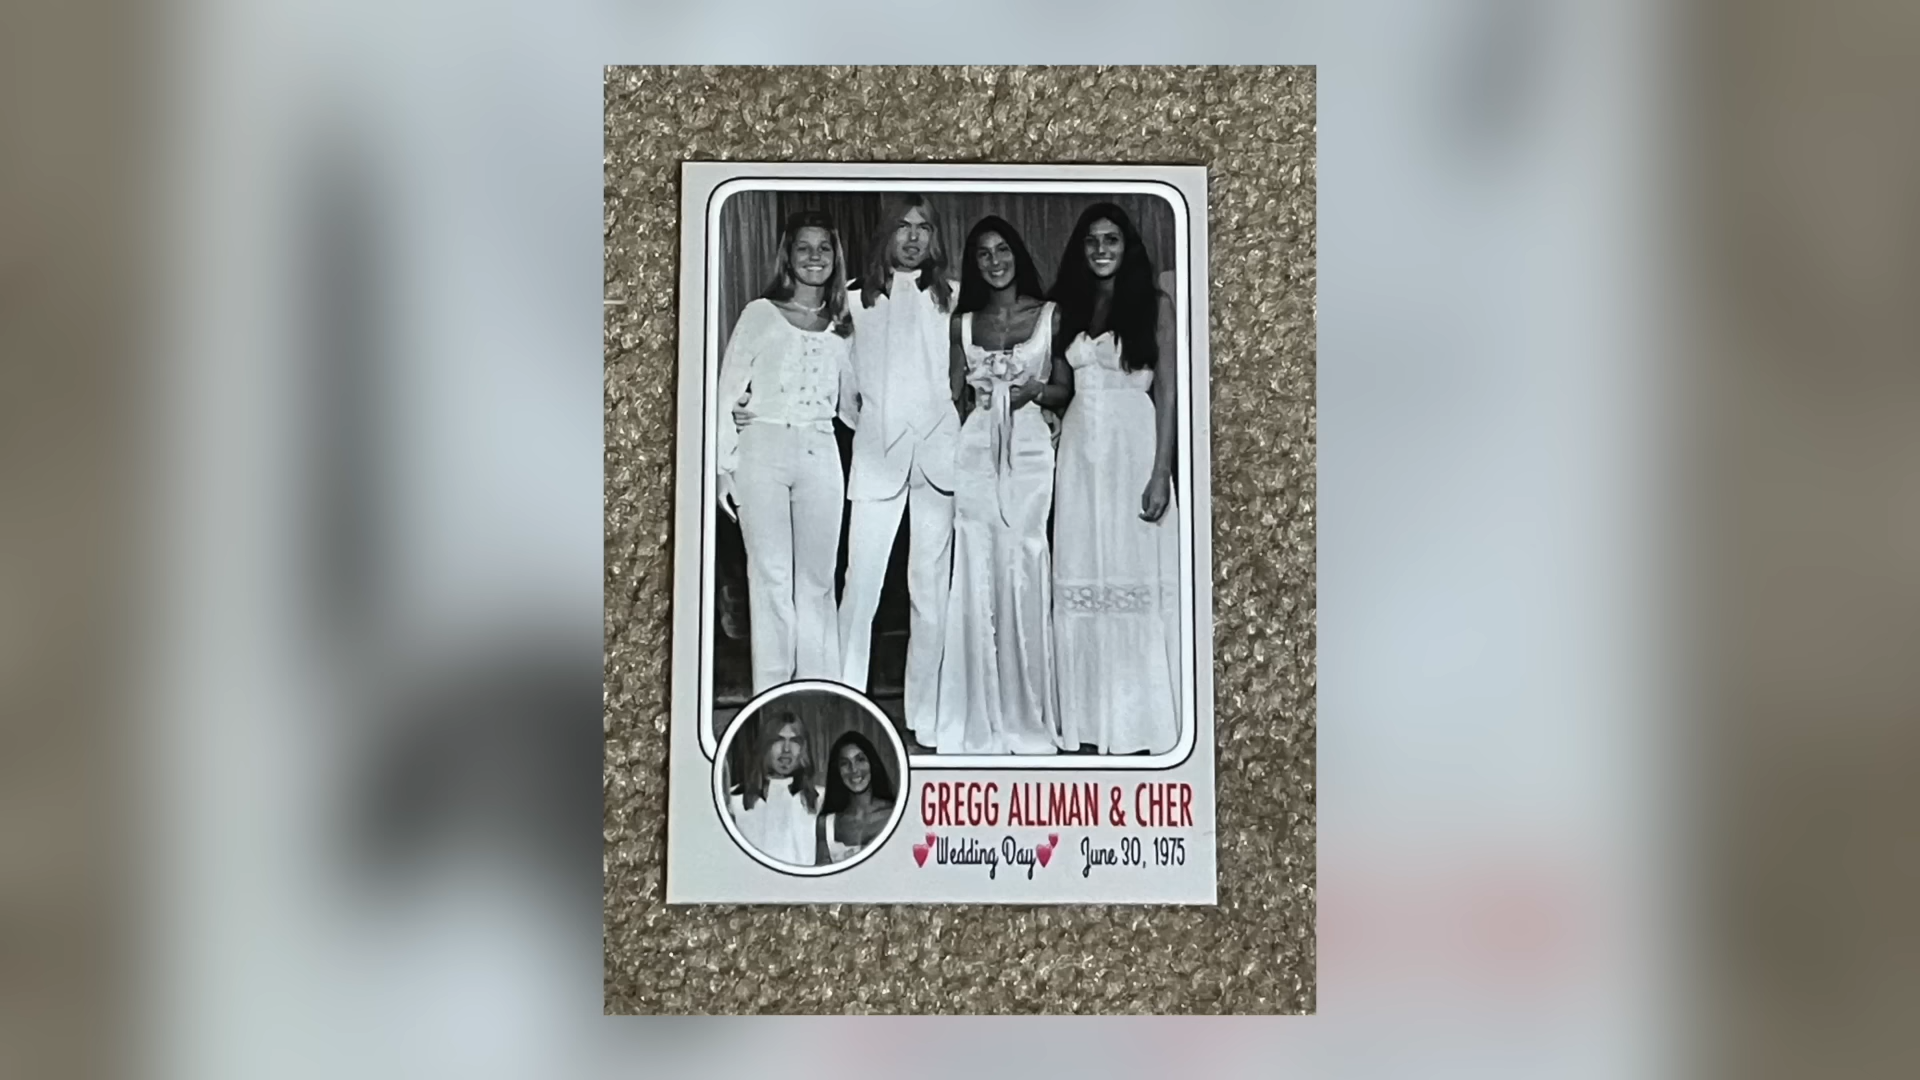 GREGG ALLMAN & CHER
💕Wedding Day💕 June 30, 1975